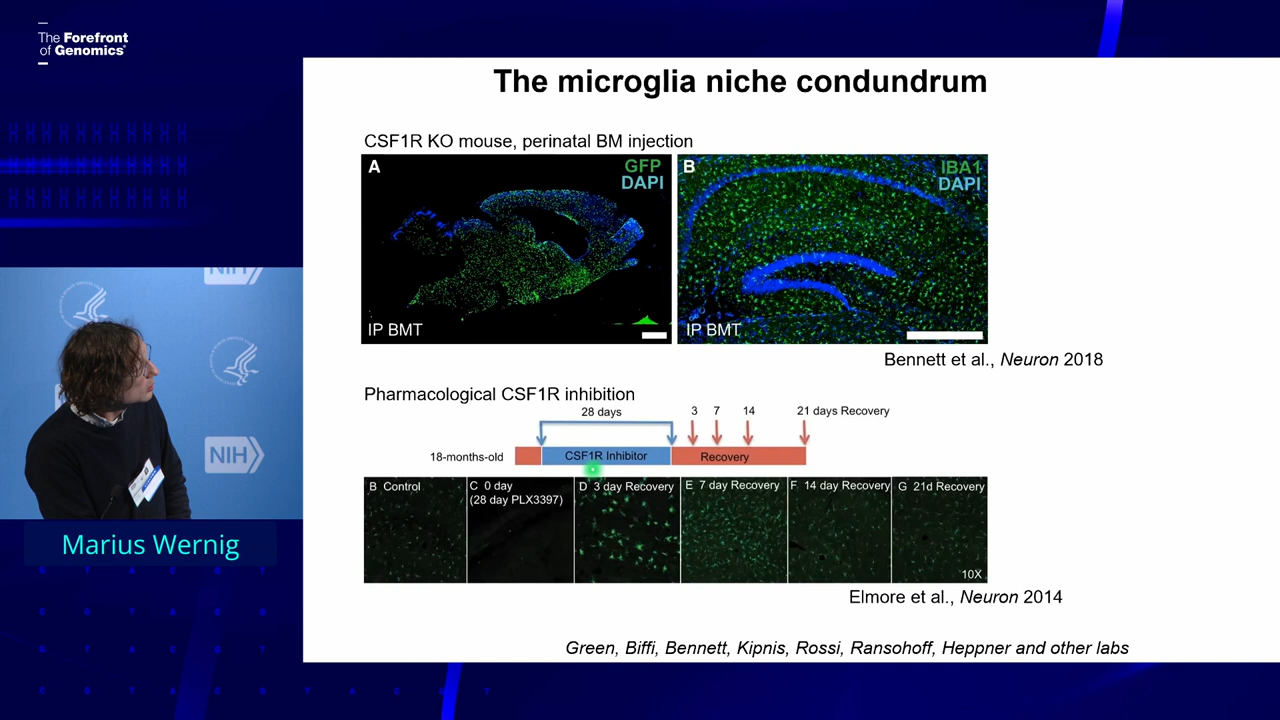 The Forefront
of Genomics®
The microglia niche condundrum
CSF1R KO mouse, perinatal BM injection
A
GFP
DAPI
IP BMT
B
IBA1
DAPI
IP BMT
Bennett et al., Neuron 2018
Pharmacological CSF1R inhibition
28 days
3
7
14
21 days Recovery
18-months-old
CSF1R Inhibitor
Recovery
B Control
C 0 day
(28 day PLX3397)
D 3 day Recovery
E 7 day Recovery
F 14 day Recovery
G 21d Recovery
10X
Elmore et al., Neuron 2014
Green, Biffi, Bennett, Kipnis, Rossi, Ransohoff, Heppner and other labs
NIH
NIH
Marius Wernig